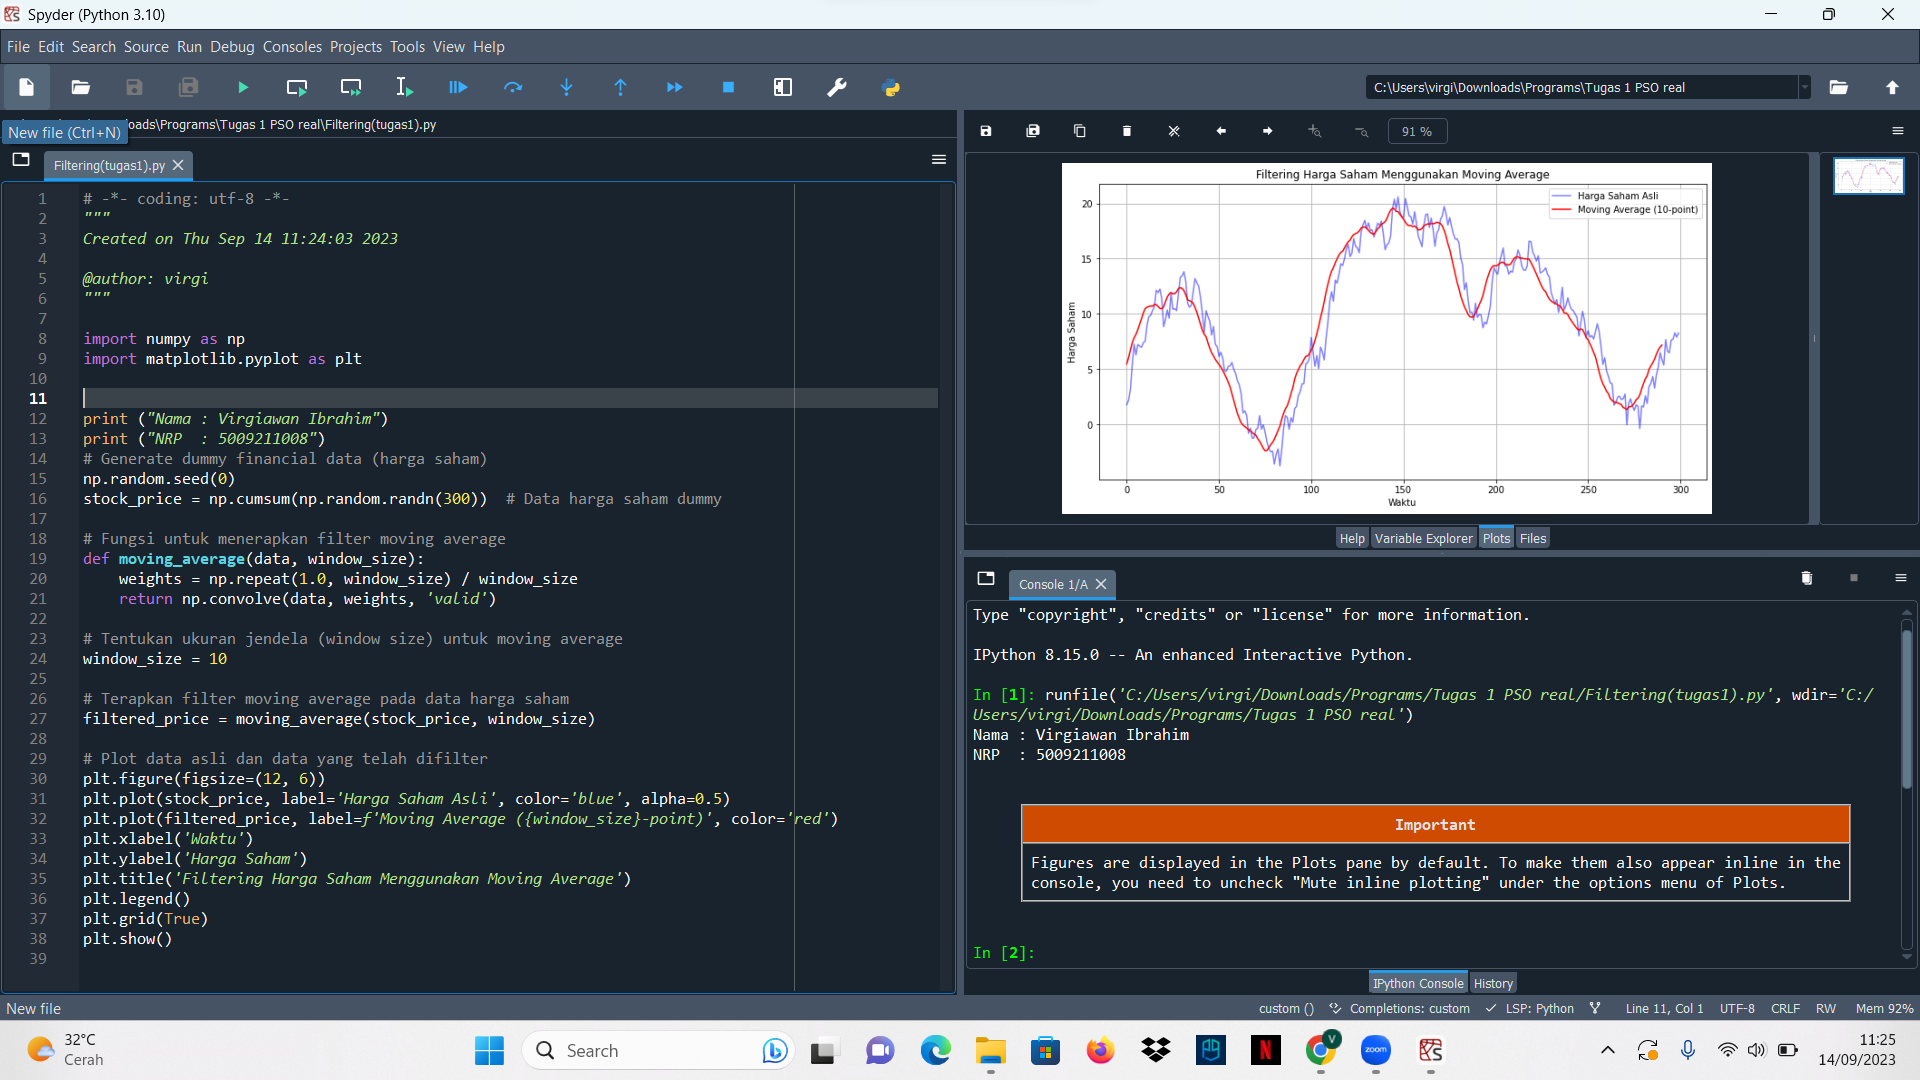 Spyder (Python 3.10)
File Edit Search Source Run Debug Consoles Projects Tools View Help
C:\Users\virgi\Downloads\Programs\Tugas 1 PSO real
New file (Ctrl+N)
oads\Programs\Tugas 1 PSO real\Filtering(tugas1).py
Filtering(tugas1).py
1 # -*- coding: utf-8 -*-
2 """
3 Created on Thu Sep 14 11:24:03 2023
4
5 @author: virgi
6 """
7
8 import numpy as np
9 import matplotlib.pyplot as plt
10
11
12 print ("Nama : Virgiawan Ibrahim")
13 print ("NRP  : 5009211008")
14 # Generate dummy financial data (harga saham)
15 np.random.seed(0)
16 stock_price = np.cumsum(np.random.randn(300))  # Data harga saham dummy
17
18 # Fungsi untuk menerapkan filter moving average
19 def moving_average(data, window_size):
20     weights = np.repeat(1.0, window_size) / window_size
21     return np.convolve(data, weights, 'valid')
22
23 # Tentukan ukuran jendela (window size) untuk moving average
24 window_size = 10
25
26 # Terapkan filter moving average pada data harga saham
27 filtered_price = moving_average(stock_price, window_size)
28
29 # Plot data asli dan data yang telah difilter
30 plt.figure(figsize=(12, 6))
31 plt.plot(stock_price, label='Harga Saham Asli', color='blue', alpha=0.5)
32 plt.plot(filtered_price, label=f'Moving Average ({window_size}-point)', color='red')
33 plt.xlabel('Waktu')
34 plt.ylabel('Harga Saham')
35 plt.title('Filtering Harga Saham Menggunakan Moving Average')
36 plt.legend()
37 plt.grid(True)
38 plt.show()
39
91 %
Filtering Harga Saham Menggunakan Moving Average
Harga Saham Asli
Moving Average (10-point)
20
15
10
5
0
Harga Saham
0 50 100 150 200 250 300
Waktu
Help Variable Explorer Plots Files
Console 1/A
Type "copyright", "credits" or "license" for more information.
IPython 8.15.0 -- An enhanced Interactive Python.
In [1]: runfile('C:/Users/virgi/Downloads/Programs/Tugas 1 PSO real/Filtering(tugas1).py', wdir='C:/
Users/virgi/Downloads/Programs/Tugas 1 PSO real')
Nama : Virgiawan Ibrahim
NRP  : 5009211008
Important
Figures are displayed in the Plots pane by default. To make them also appear inline in the
console, you need to uncheck "Mute inline plotting" under the options menu of Plots.
In [2]:
IPython Console History
New file
custom () Completions: custom LSP: Python Line 11, Col 1 UTF-8 CRLF RW Mem 92%
32°C
Cerah
Search
V
zoom
N
11:25
14/09/2023